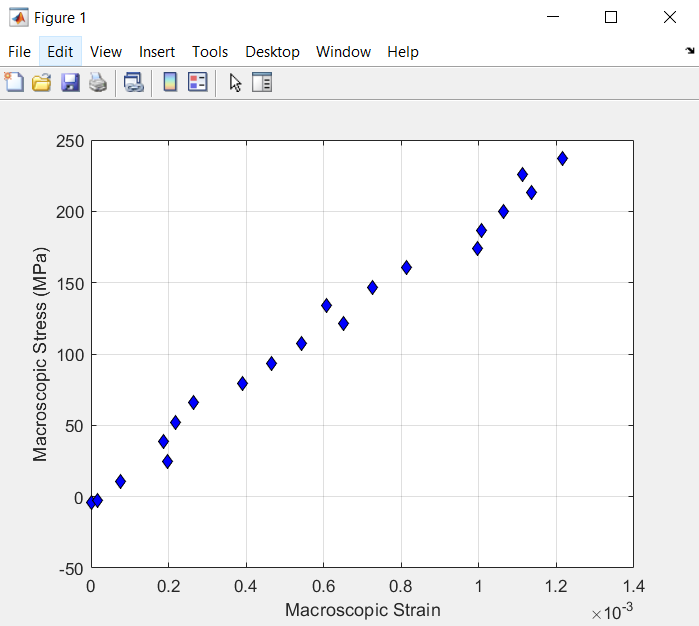 Figure 1
File Edit View Insert Tools Desktop Window Help
250
200
150
100
50
0
-50
Macroscopic Stress (MPa)
0 0.2 0.4 0.6 0.8 1 1.2 1.4
Macroscopic Strain
×10⁻³